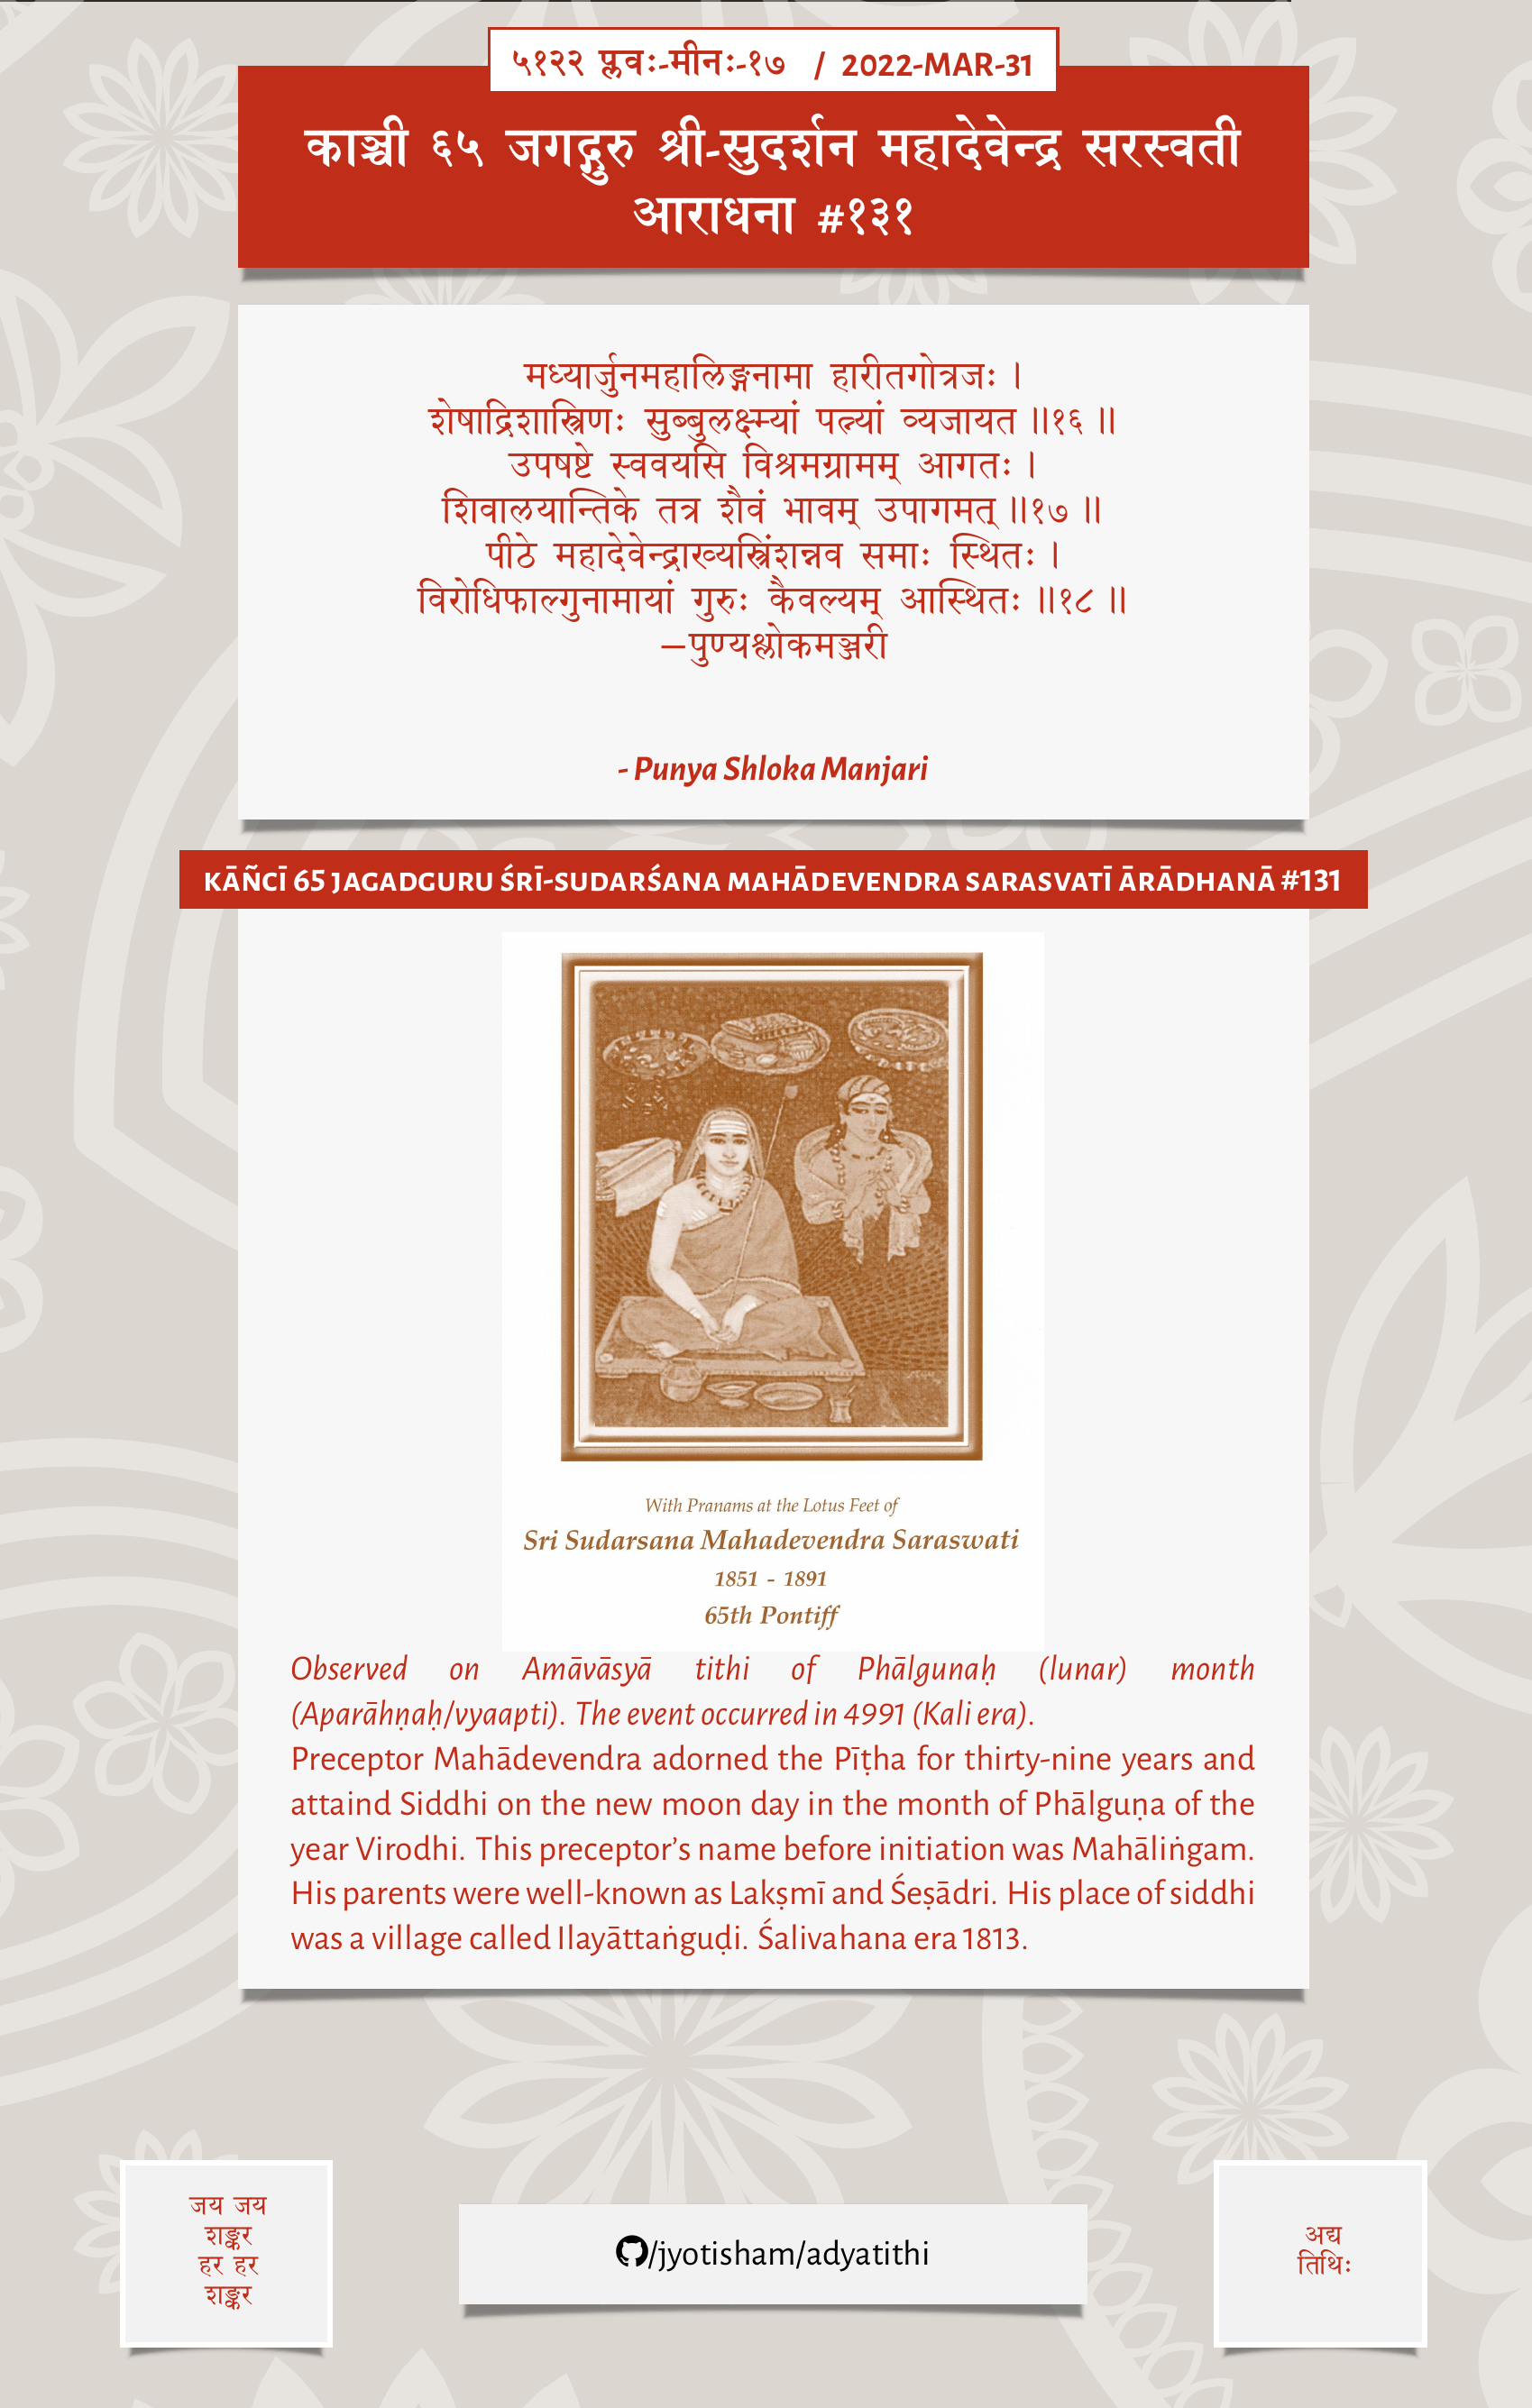 ५१२२ प्लवः-मीनः-१७ / 2022-MAR-31
काञ्ची ६५ जगद्गुरु श्री-सुदर्शन महादेवेन्द्र सरस्वती
आराधना #१३१
मध्यार्जुनमहालिङ्गनामा हारीतगोत्रजः ।
शेषाद्रिशास्त्रिणः सुब्बुलक्ष्म्यां पत्न्यां व्यजायत ॥१६॥
उपषष्टे स्ववयसि विश्रमग्रामम् आगतः ।
शिवालयान्तिके तत्र शैवं भावम् उपागमत् ॥१७॥
पीठे महादेवेन्द्राख्यस्त्रिंशन्नव समाः स्थितः ।
विरोधिफाल्गुनामायां गुरुः कैवल्यम् आस्थितः ॥१८॥
—पुण्यश्लोकमञ्जरी
- Punya Shloka Manjari
KĀÑCĪ 65 JAGADGURU ŚRĪ-SUDARŚANA MAHĀDEVENDRA SARASVATĪ ĀRĀDHANĀ #131
With Pranams at the Lotus Feet of
Sri Sudarsana Mahadevendra Saraswati
1851 - 1891
65th Pontiff
Observed on Amāvāsyā tithi of Phālgunaḥ (lunar) month
(Aparāhṇaḥ/vyaapti). The event occurred in 4991 (Kali era).
Preceptor Mahādevendra adorned the Pīṭha for thirty-nine years and
attaind Siddhi on the new moon day in the month of Phālguṇa of the
year Virodhi. This preceptor’s name before initiation was Mahāliṅgam.
His parents were well-known as Lakṣmī and Śeṣādri. His place of siddhi
was a village called Ilayāttaṅguḍi. Śalivahana era 1813.
जय जय
शङ्कर
हर हर
शङ्कर
/jyotisham/adyatithi
अद्य
तिथिः